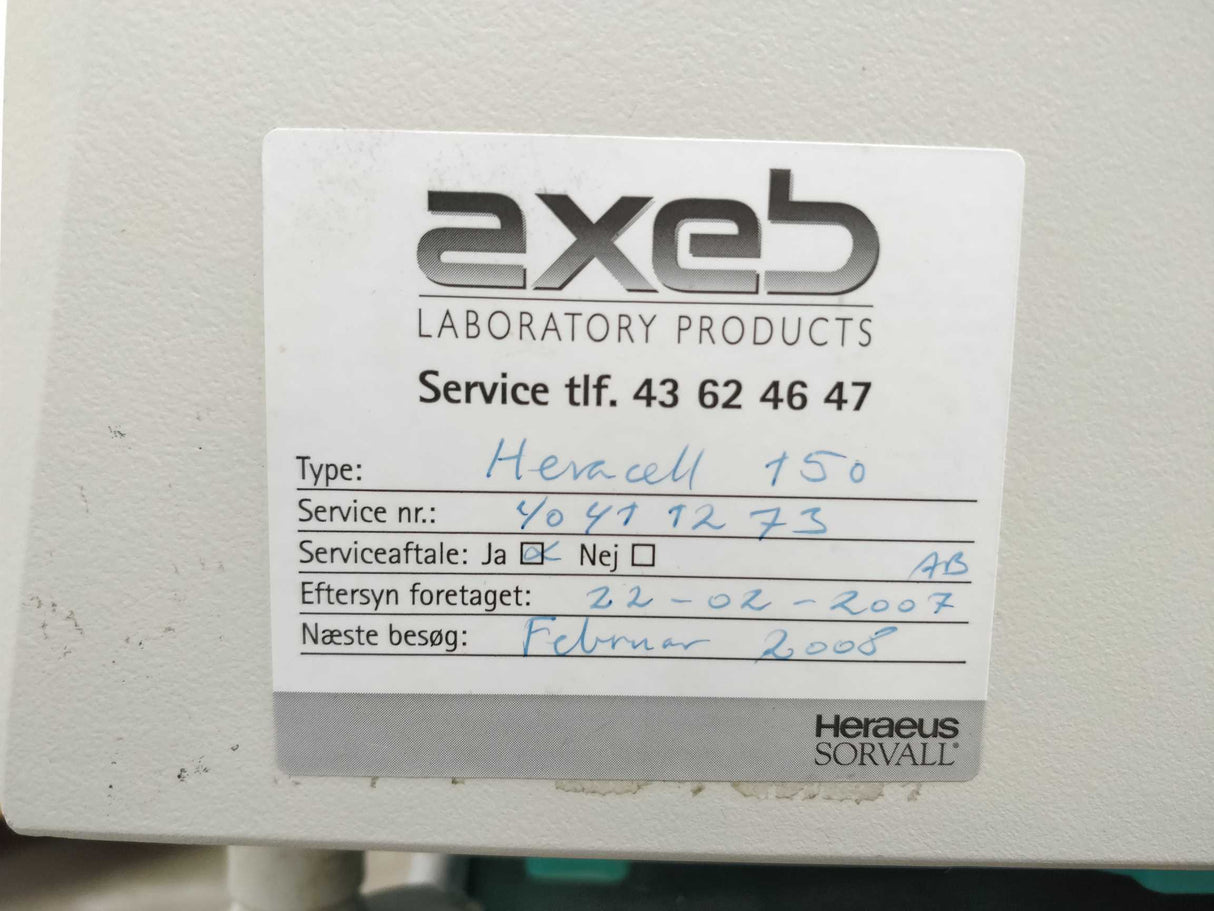 axeb
LABORATORY PRODUCTS
Service tlf. 43 62 46 47
Type: Heracell 150
Service nr.: 40411273
Serviceaftale: Ja ☒ Nej ☐ AB
Eftersyn foretaget: 22-02-2007
Næste besøg: Februar 2008
Heraeus
SORVALL®